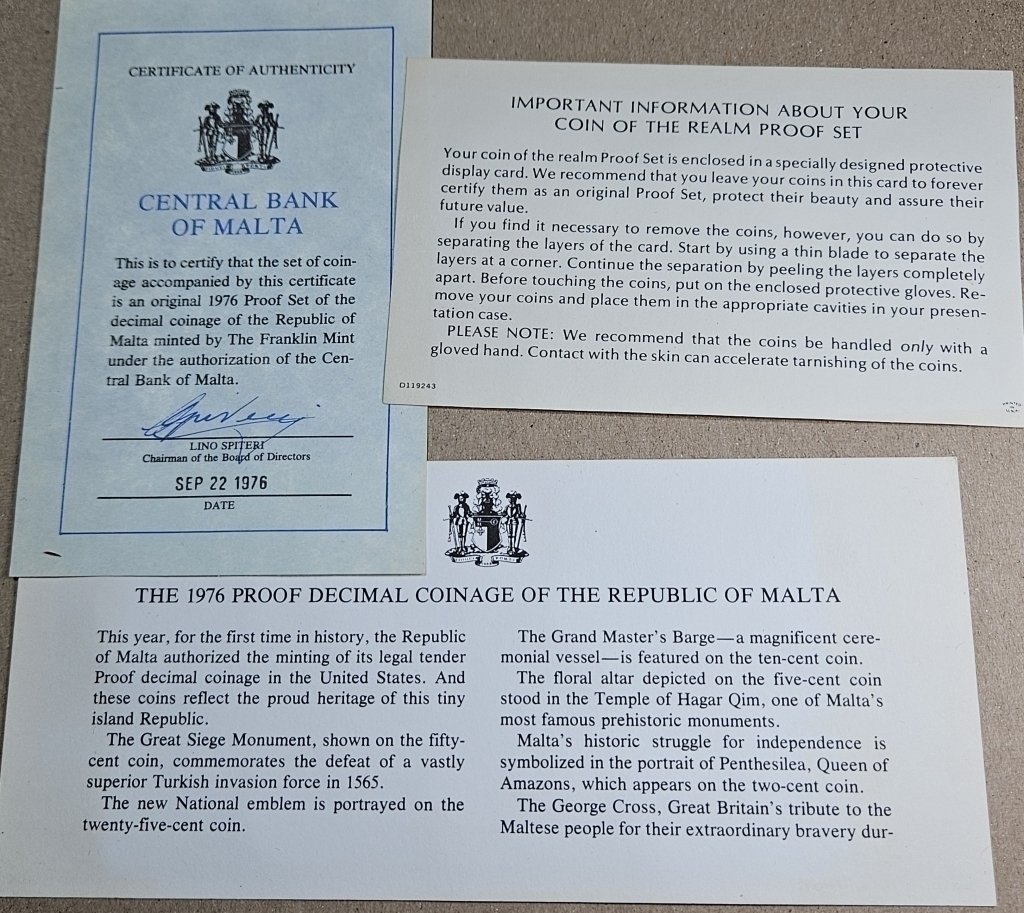 CERTIFICATE OF AUTHENTICITY
CENTRAL BANK
OF MALTA
This is to certify that the set of coin-
age accompanied by this certificate
is an original 1976 Proof Set of the
decimal coinage of the Republic of
Malta minted by The Franklin Mint
under the authorization of the Cen-
tral Bank of Malta.
LINO SPITERI
Chairman of the Board of Directors
SEP 22 1976
DATE
IMPORTANT INFORMATION ABOUT YOUR
COIN OF THE REALM PROOF SET
Your coin of the realm Proof Set is enclosed in a specially designed protective
display card. We recommend that you leave your coins in this card to forever
certify them as an original Proof Set, protect their beauty and assure their
future value.
If you find it necessary to remove the coins, however, you can do so by
separating the layers of the card. Start by using a thin blade to separate the
layers at a corner. Continue the separation by peeling the layers completely
apart. Before touching the coins, put on the enclosed protective gloves. Re-
move your coins and place them in the appropriate cavities in your presen-
tation case.
PLEASE NOTE: We recommend that the coins be handled only with a
gloved hand. Contact with the skin can accelerate tarnishing of the coins.
D119243
THE 1976 PROOF DECIMAL COINAGE OF THE REPUBLIC OF MALTA
This year, for the first time in history, the Republic
of Malta authorized the minting of its legal tender
Proof decimal coinage in the United States. And
these coins reflect the proud heritage of this tiny
island Republic.
The Great Siege Monument, shown on the fifty-
cent coin, commemorates the defeat of a vastly
superior Turkish invasion force in 1565.
The new National emblem is portrayed on the
twenty-five-cent coin.
The Grand Master's Barge—a magnificent cere-
monial vessel—is featured on the ten-cent coin.
The floral altar depicted on the five-cent coin
stood in the Temple of Hagar Qim, one of Malta's
most famous prehistoric monuments.
Malta's historic struggle for independence is
symbolized in the portrait of Penthesilea, Queen of
Amazons, which appears on the two-cent coin.
The George Cross, Great Britain's tribute to the
Maltese people for their extraordinary bravery dur-